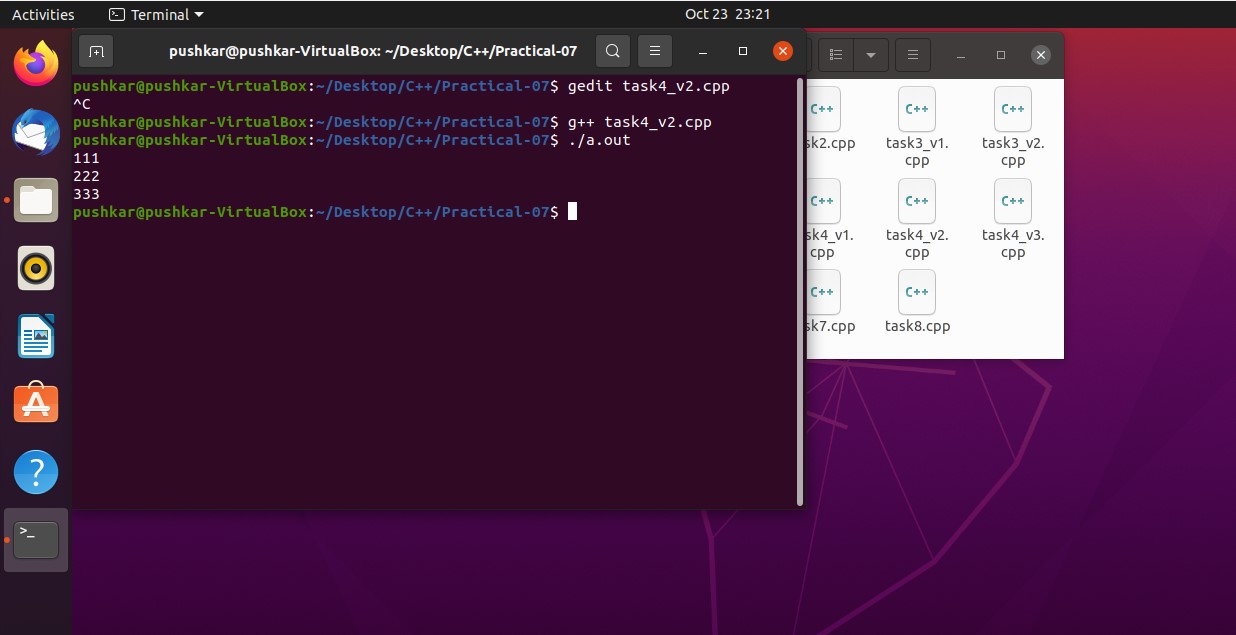 Activities
Terminal
Oct 23 23:21
pushkar@pushkar-VirtualBox: ~/Desktop/C++/Practical-07
pushkar@pushkar-VirtualBox:~/Desktop/C++/Practical-07$ gedit task4_v2.cpp
^C
pushkar@pushkar-VirtualBox:~/Desktop/C++/Practical-07$ g++ task4_v2.cpp
pushkar@pushkar-VirtualBox:~/Desktop/C++/Practical-07$ ./a.out
111
222
333
pushkar@pushkar-VirtualBox:~/Desktop/C++/Practical-07$
C++ C++ C++
sk2.cpp task3_v1. task3_v2.
cpp cpp
C++ C++ C++
sk4_v1. task4_v2. task4_v3.
cpp cpp cpp
C++ C++
sk7.cpp task8.cpp
>_